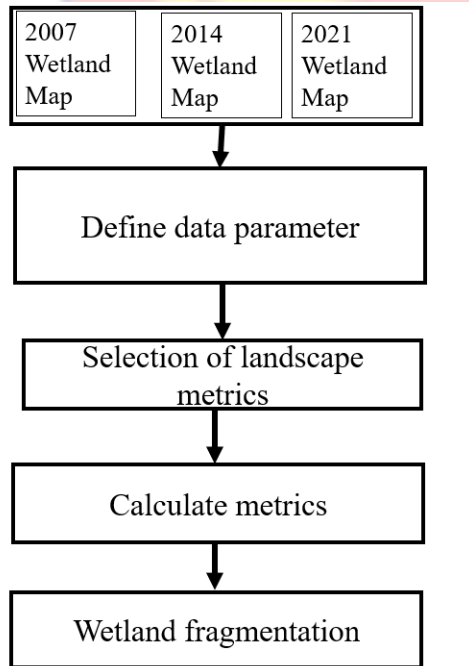 2007
Wetland
Map
2014
Wetland
Map
2021
Wetland
Map
Define data parameter
Selection of landscape
metrics
Calculate metrics
Wetland fragmentation